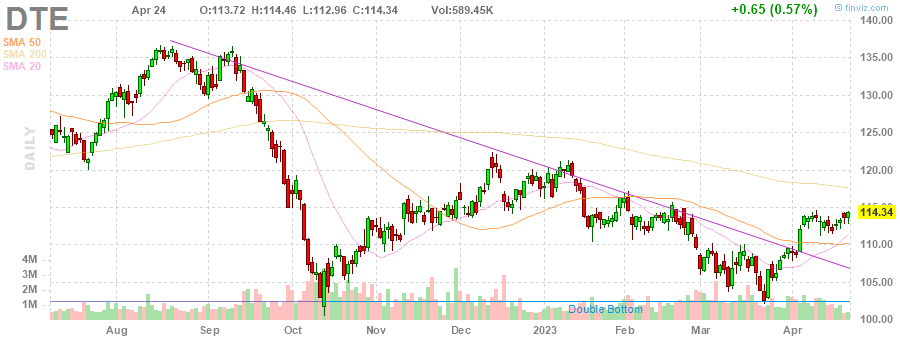 DTE Apr 24 O:113.72 H:114.46 L:112.96 C:114.34 Vol:589.45K +0.65 (0.57%) © finviz.com
SMA 50
SMA 200
SMA 20
DAILY
140.00
135.00
130.00
125.00
120.00
115.00
114.34
110.00
105.00
100.00
4M
3M
2M
1M
Double Bottom
Aug Sep Oct Nov Dec 2023 Feb Mar Apr